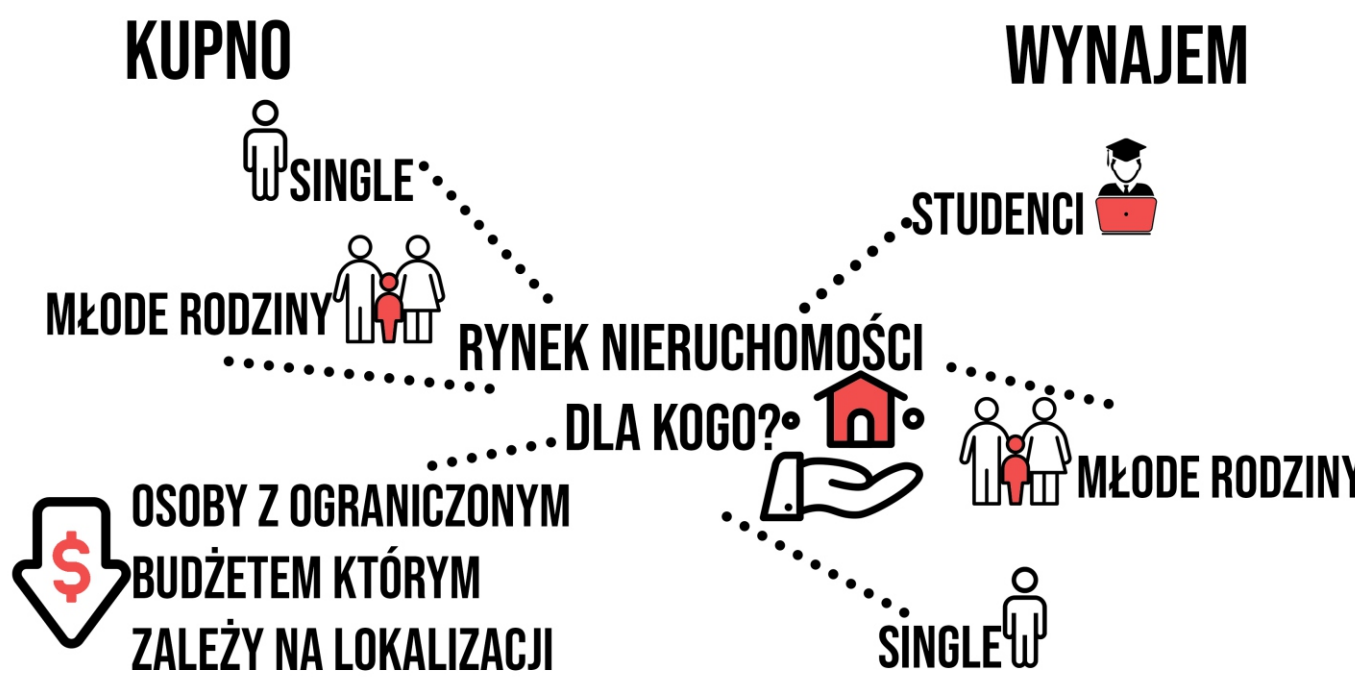 KUPNO
WYNAJEM
SINGLE
STUDENCI
MŁODE RODZINY
RYNEK NIERUCHOMOŚCI
DLA KOGO?
MŁODE RODZINY
OSOBY Z OGRANICZONYM
BUDŻETEM KTÓRYM
ZALEŻY NA LOKALIZACJI
SINGLE
$